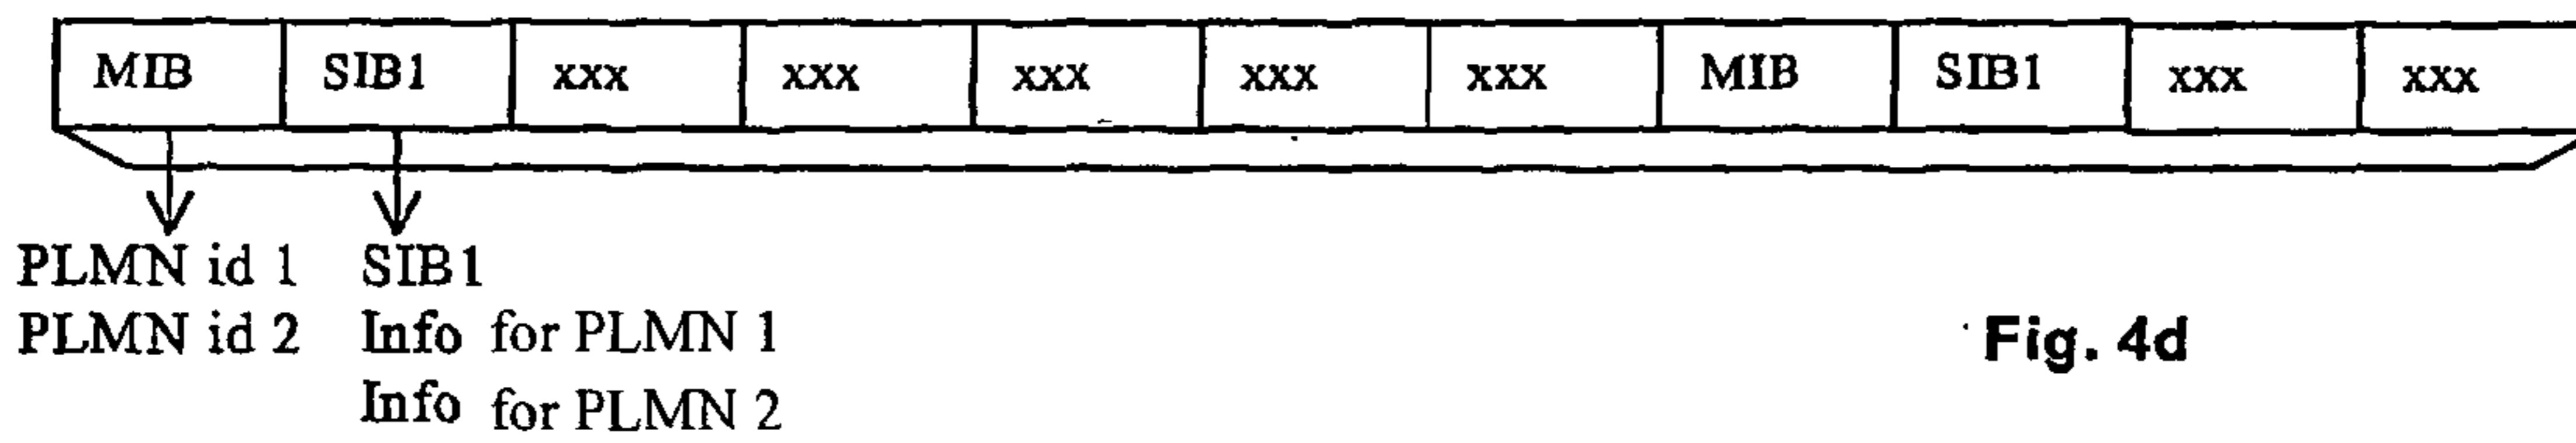 MIB SIB1 xxx xxx xxx xxx xxx MIB SIB1 xxx xxx
PLMN id 1 SIB1
PLMN id 2 Info for PLMN 1
Info for PLMN 2
Fig. 4d